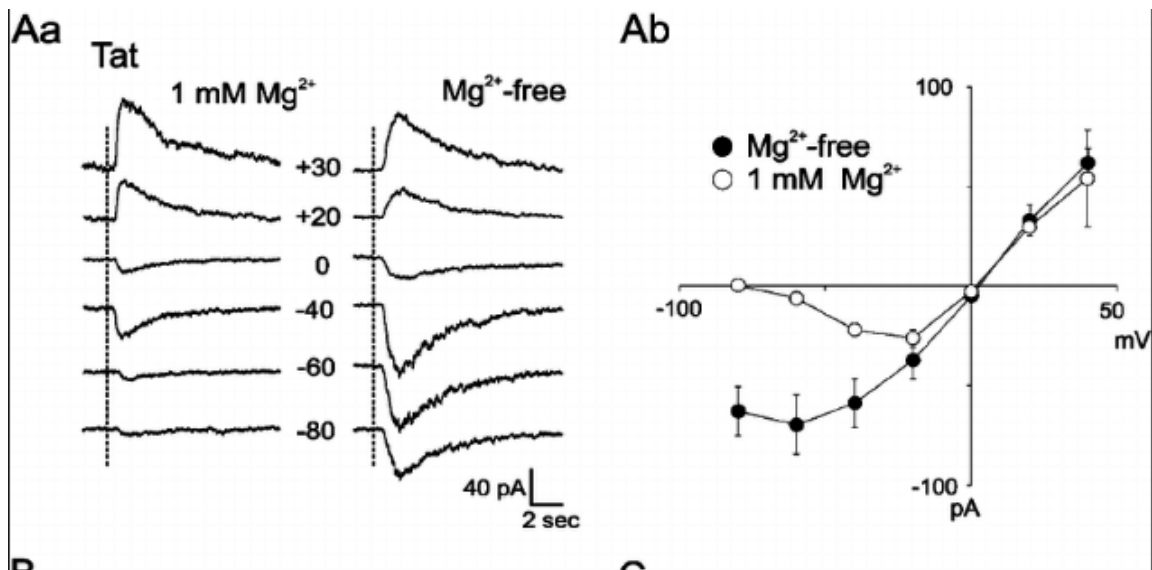 Aa
Tat
1 mM Mg²⁺
Mg²⁺-free
+30
+20
0
-40
-60
-80
40 pA
2 sec
Ab
100
Mg²⁺-free
1 mM Mg²⁺
-100
50
mV
-100
pA